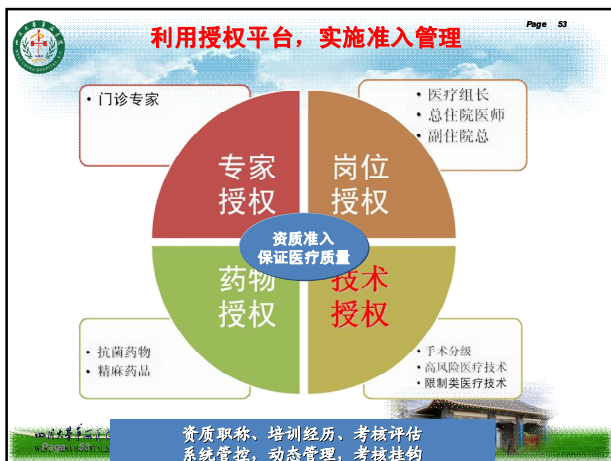 Page 53
利用授权平台，实施准入管理
• 门诊专家
• 医疗组长
• 总住院医师
• 副住院总
专家
授权
岗位
授权
资质准入
保证医疗质量
药物
授权
技术
授权
• 抗菌药物
• 精麻药品
• 手术分级
• 高风险医疗技术
• 限制类医疗技术
资质职称、培训经历、考核评估
系统管控，动态管理，考核挂钩